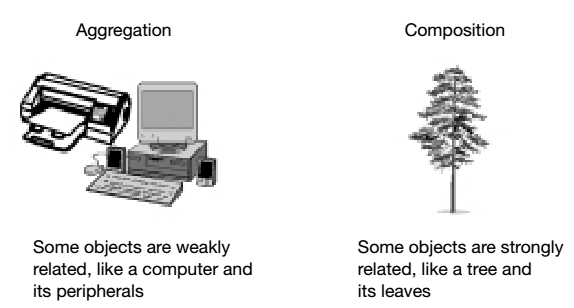 Aggregation
Composition
Some objects are weakly
related, like a computer and
its peripherals
Some objects are strongly
related, like a tree and
its leaves